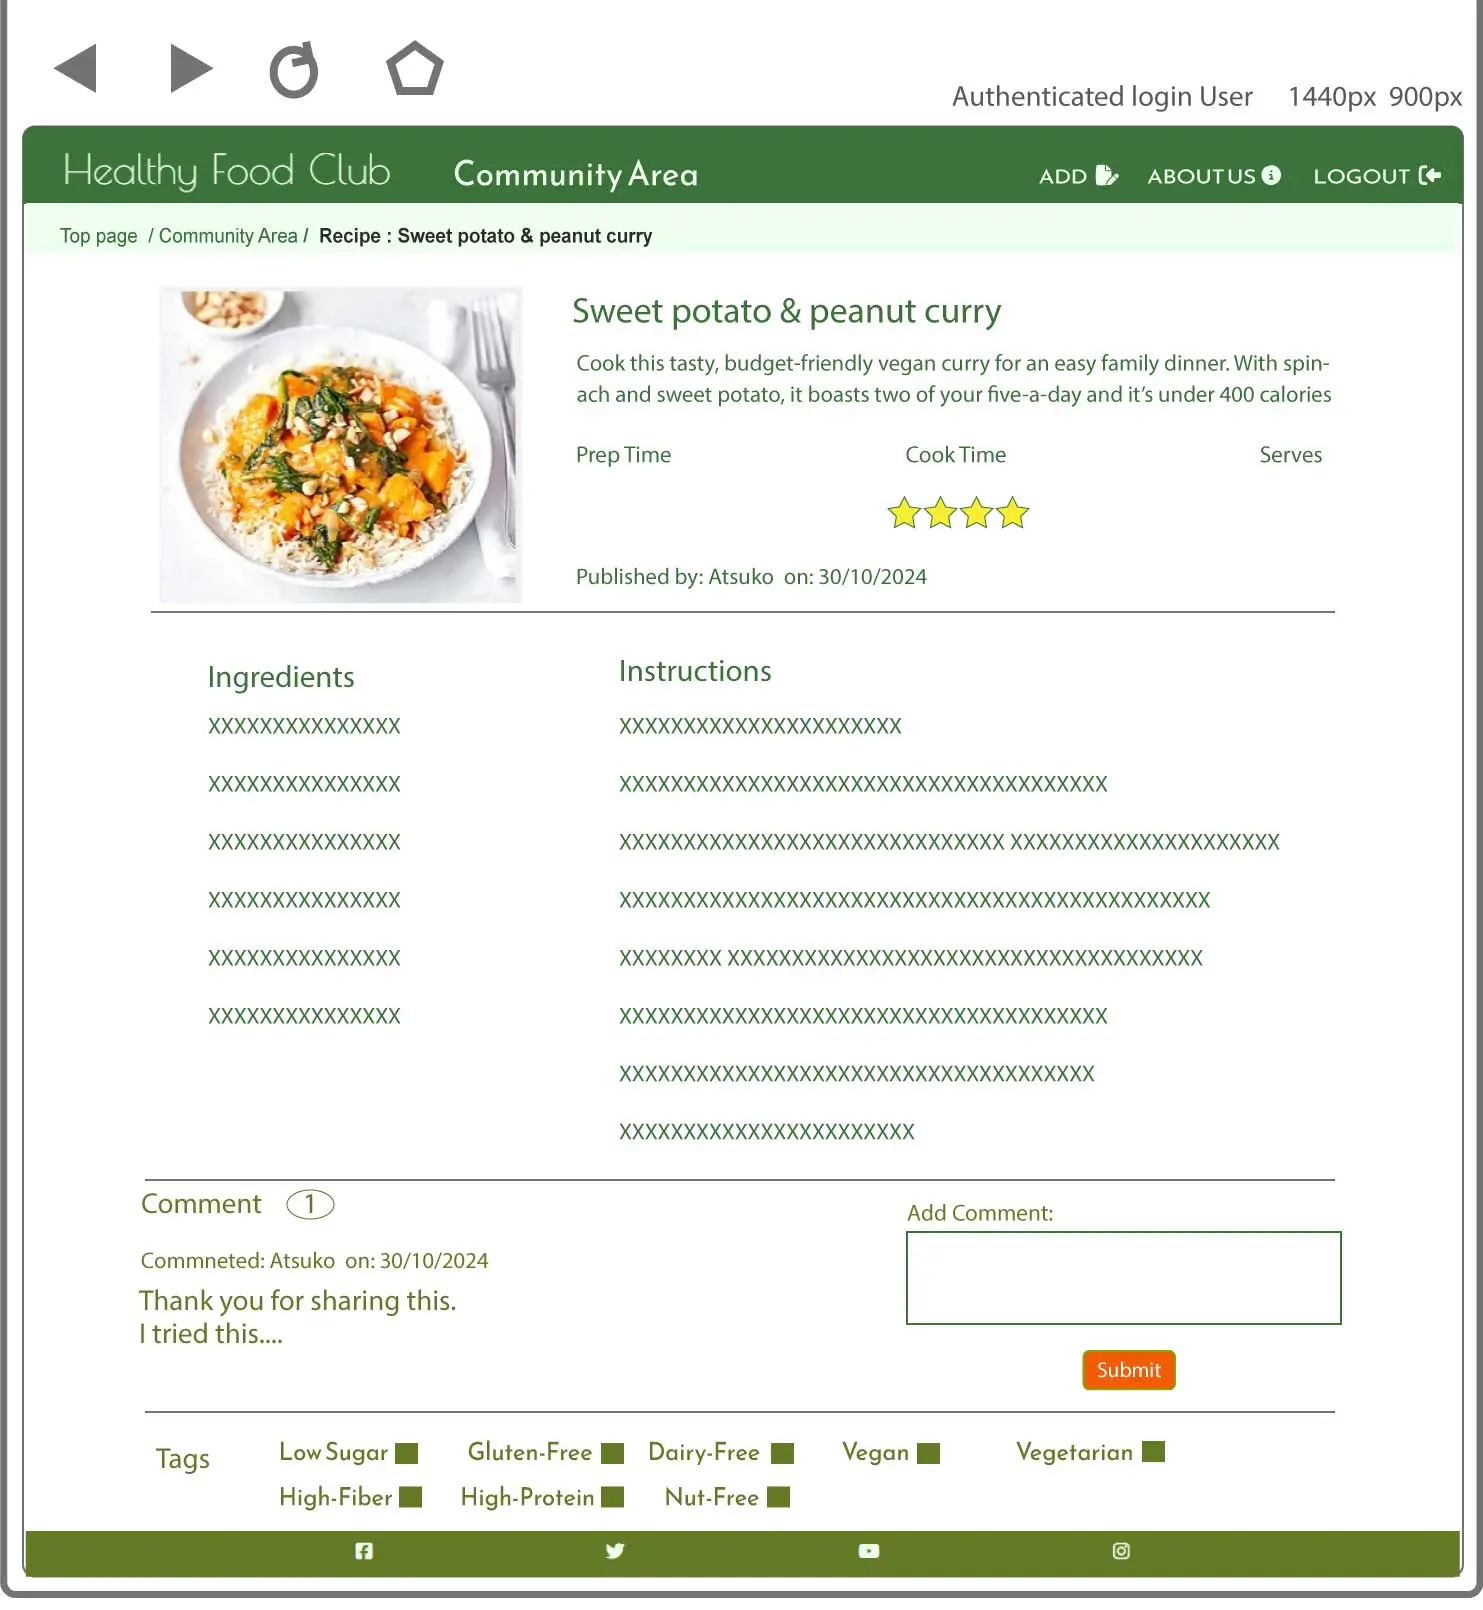 Authenticated login User 1440px 900px
Healthy Food Club Community Area ADD ABOUT US LOGOUT
Top page / Community Area / Recipe : Sweet potato & peanut curry
Sweet potato & peanut curry
Cook this tasty, budget-friendly vegan curry for an easy family dinner. With spin-
ach and sweet potato, it boasts two of your five-a-day and it's under 400 calories
Prep Time Cook Time Serves
Published by: Atsuko on: 30/10/2024
Ingredients
XXXXXXXXXXXXXXX
XXXXXXXXXXXXXXX
XXXXXXXXXXXXXXX
XXXXXXXXXXXXXXX
XXXXXXXXXXXXXXX
XXXXXXXXXXXXXXX
Instructions
XXXXXXXXXXXXXXXXXXXXXX
XXXXXXXXXXXXXXXXXXXXXXXXXXXXXXXXXXXXXX
XXXXXXXXXXXXXXXXXXXXXXXXXXXXXX XXXXXXXXXXXXXXXXXXXXX
XXXXXXXXXXXXXXXXXXXXXXXXXXXXXXXXXXXXXXXXXXXXXX
XXXXXXXX XXXXXXXXXXXXXXXXXXXXXXXXXXXXXXXXXXXXX
XXXXXXXXXXXXXXXXXXXXXXXXXXXXXXXXXXXXXX
XXXXXXXXXXXXXXXXXXXXXXXXXXXXXXXXXXXXX
XXXXXXXXXXXXXXXXXXXXXXX
Comment 1
Commneted: Atsuko on: 30/10/2024
Thank you for sharing this.
I tried this....
Add Comment:
Submit
Tags
Low Sugar Gluten-Free Dairy-Free Vegan Vegetarian
High-Fiber High-Protein Nut-Free